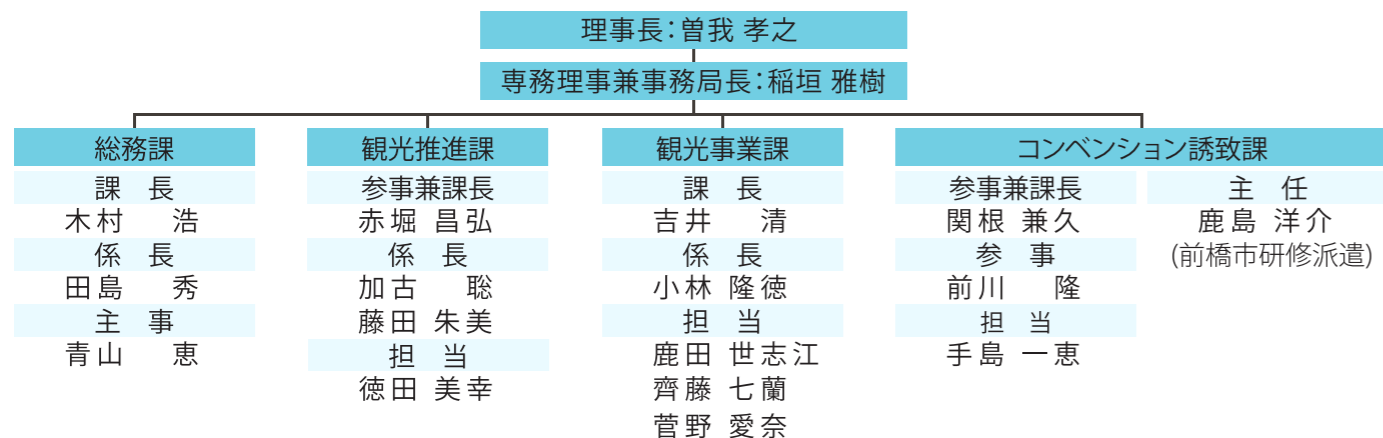 理事長：曽我 孝之
専務理事兼事務局長：稲垣 雅樹
総務課
課　長
木村　浩
係　長
田島　秀
主　事
青山　恵
観光推進課
参事兼課長
赤堀 昌弘
係　長
加古　聡
藤田 朱美
担　当
徳田 美幸
観光事業課
課　長
吉井　清
係　長
小林 隆徳
担　当
鹿田 世志江
齊藤 七蘭
菅野 愛奈
コンベンション誘致課
参事兼課長
関根 兼久
参　事
前川　隆
担　当
手島 一恵
主　任
鹿島 洋介
(前橋市研修派遣)